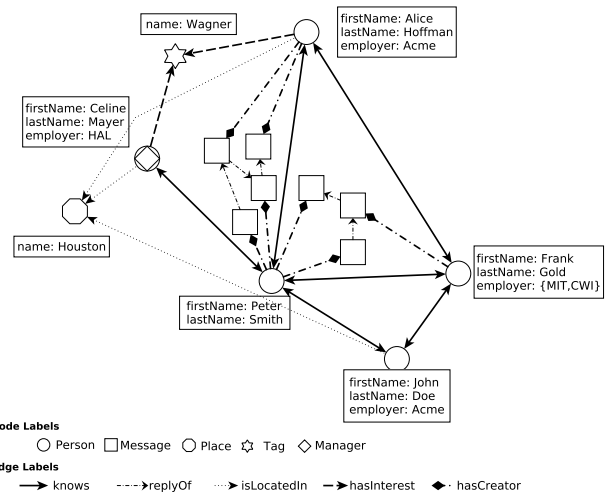 name: Wagner
firstName: Alice
lastName: Hoffman
employer: Acme
firstName: Celine
lastName: Mayer
employer: HAL
name: Houston
firstName: Frank
lastName: Gold
employer: {MIT,CWI}
firstName: Peter
lastName: Smith
firstName: John
lastName: Doe
employer: Acme
ode Labels
Person Message Place Tag Manager
dge Labels
knows replyOf isLocatedIn hasInterest hasCreator